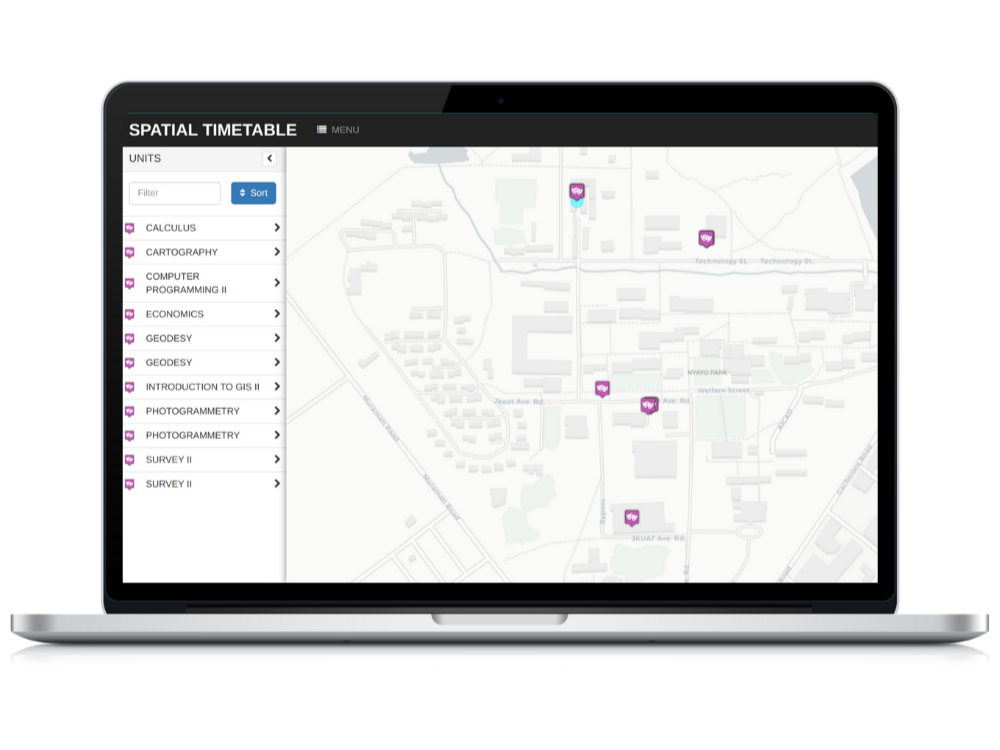 SPATIAL TIMETABLE
MENU
UNITS
Filter
Sort
CALCULUS
CARTOGRAPHY
COMPUTER
PROGRAMMING II
ECONOMICS
GEODESY
GEODESY
INTRODUCTION TO GIS II
PHOTOGRAMMETRY
PHOTOGRAMMETRY
SURVEY II
SURVEY II
Technology St.
Technology St.
NYAYO PARK
Welfare Street
Jkuat Ave. Rd.
Ave. Rd.
Bypass
JKUAT Ave. Rd.
Rd
Road